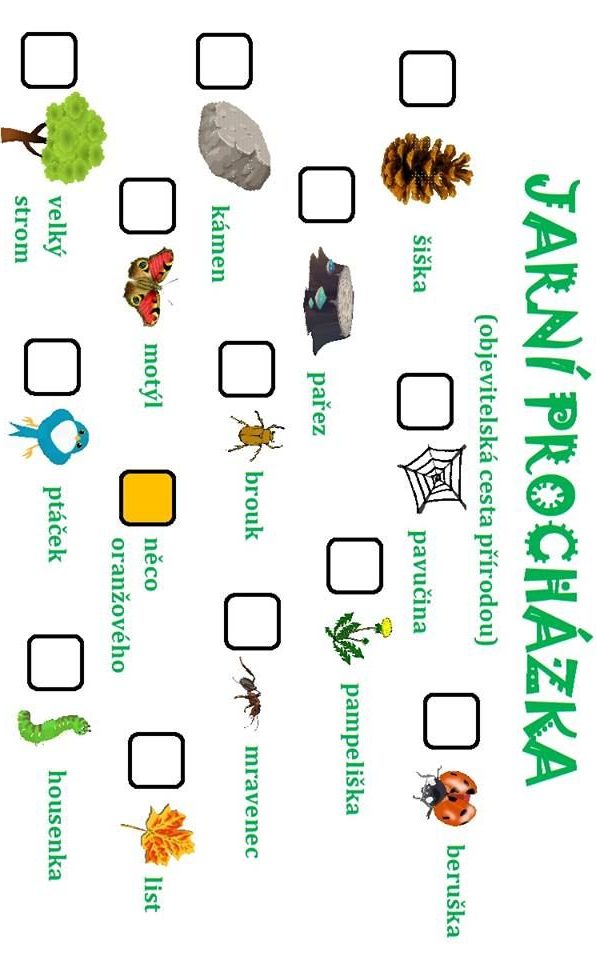 JARNÍ PROCHÁZKA
(objevitelská cesta přírodou)
šiška
pavučina
beruška
pařez
pampeliška
kámen
brouk
mravenec
motýl
něco
oranžového
list
velký
strom
ptáček
housenka